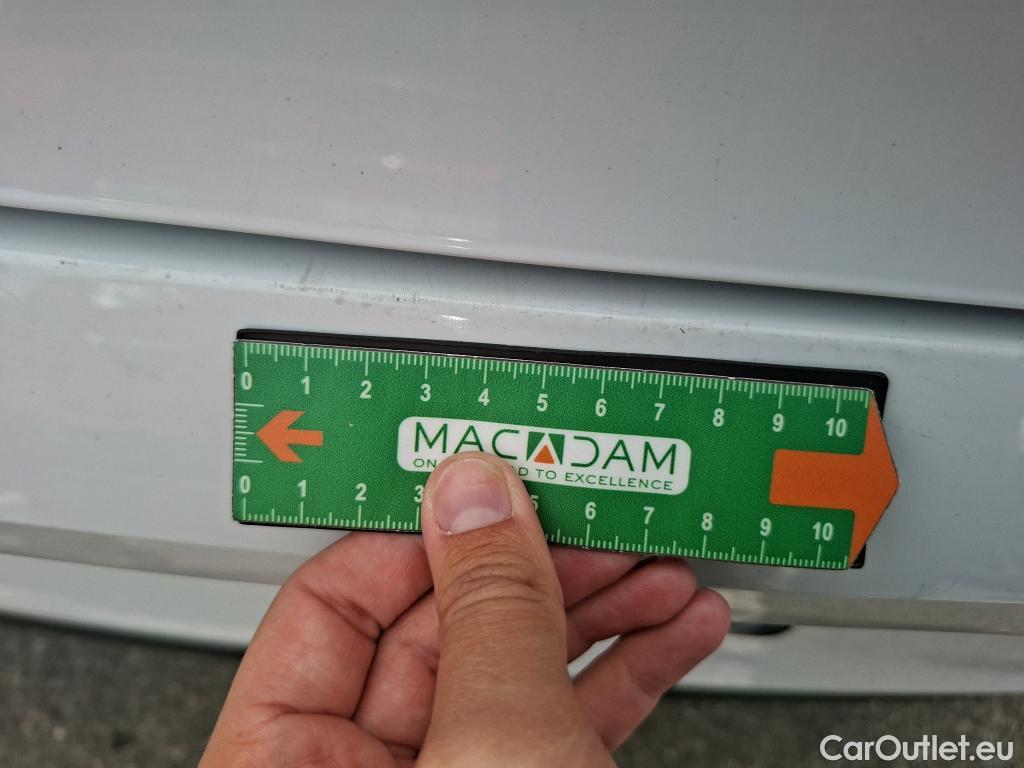 0 1 2 3 4 5 6 7 8 9 10
MACADAM
ON D TO EXCELLENCE
0 1 2 3 5 6 7 8 9 10
CarOutlet.eu